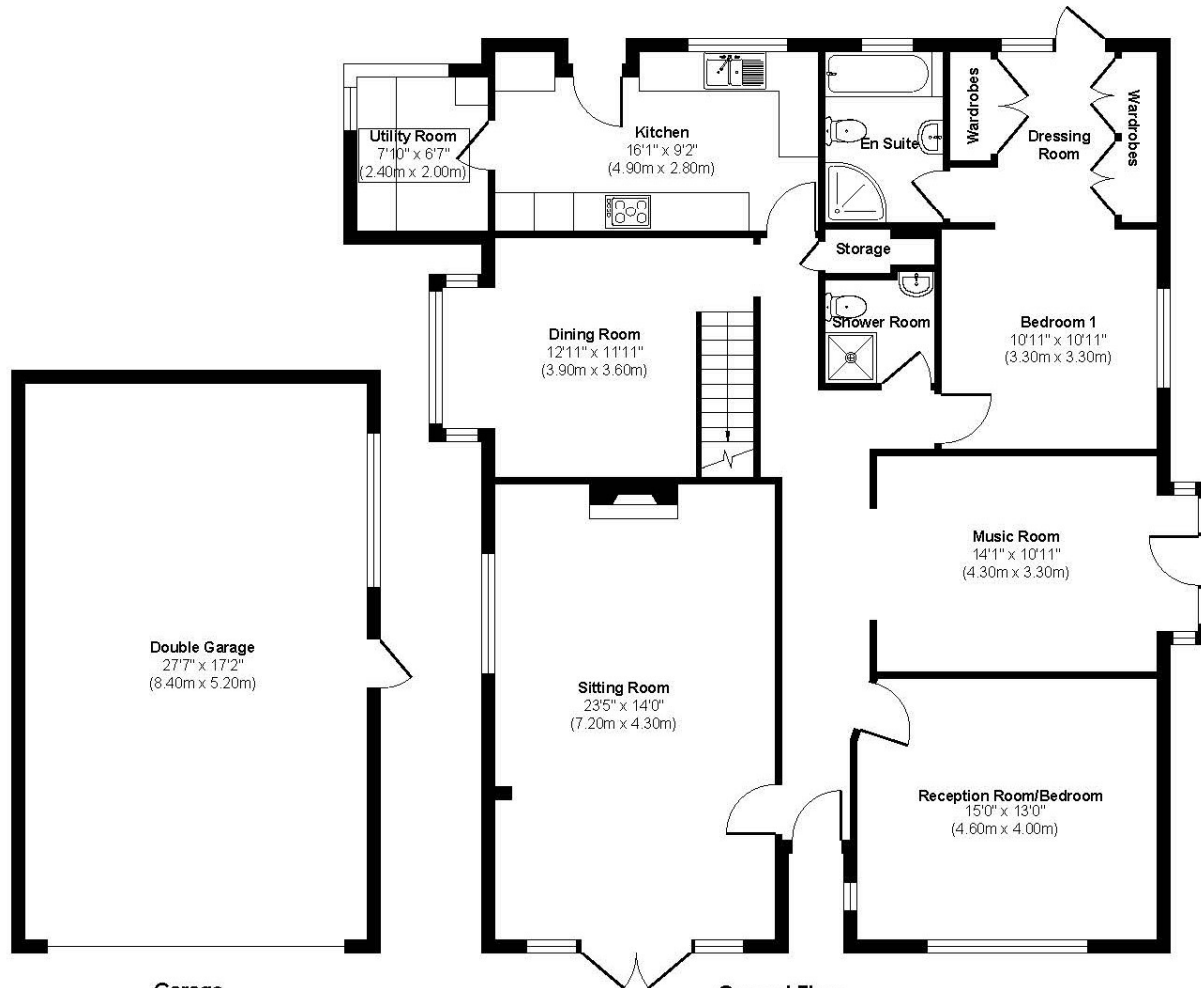 Utility Room
7'10" x 6'7"
(2.40m x 2.00m)
Kitchen
16'1" x 9'2"
(4.90m x 2.80m)
En Suite
Wardrobes
Dressing
Room
Wardrobes
Storage
Shower Room
Dining Room
12'11" x 11'11"
(3.90m x 3.60m)
Bedroom 1
10'11" x 10'11"
(3.30m x 3.30m)
Music Room
14'1" x 10'11"
(4.30m x 3.30m)
Double Garage
27'7" x 17'2"
(8.40m x 5.20m)
Sitting Room
23'5" x 14'0"
(7.20m x 4.30m)
Reception Room/Bedroom
15'0" x 13'0"
(4.60m x 4.00m)
Garage
Ground Floor